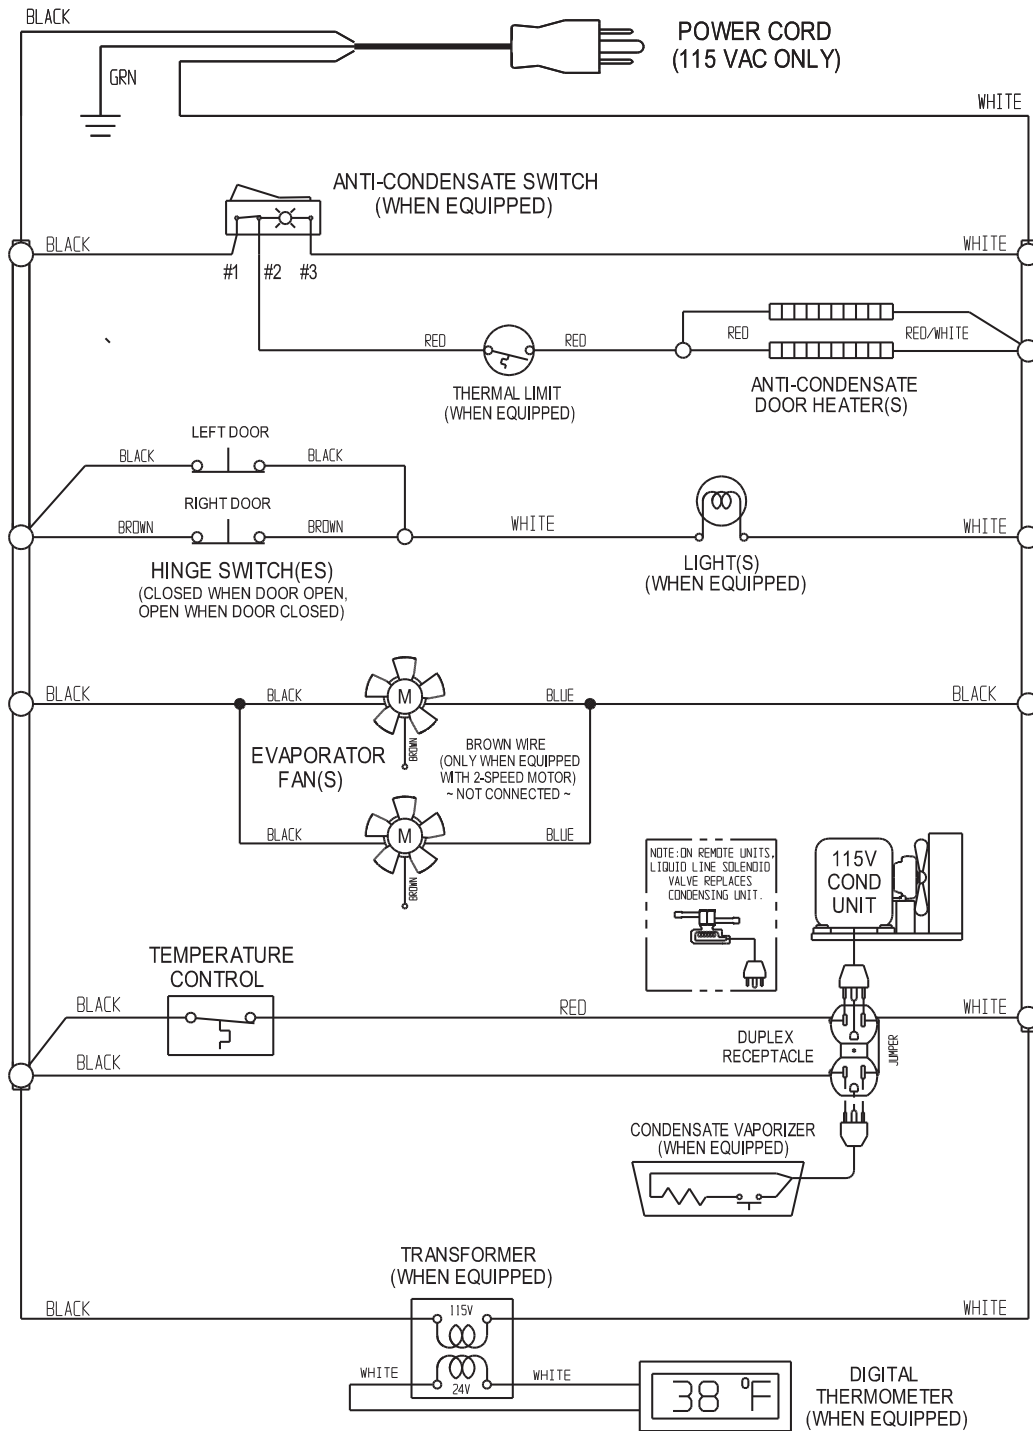 BLACK
POWER CORD
(115 VAC ONLY)
GRN
WHITE
ANTI-CONDENSATE SWITCH
(WHEN EQUIPPED)
BLACK
WHITE
#1 #2 #3
RED
RED
RED
RED/WHITE
THERMAL LIMIT
(WHEN EQUIPPED)
ANTI-CONDENSATE
DOOR HEATER(S)
LEFT DOOR
BLACK
BLACK
RIGHT DOOR
BROWN
BROWN
WHITE
WHITE
HINGE SWITCH(ES)
(CLOSED WHEN DOOR OPEN,
OPEN WHEN DOOR CLOSED)
LIGHT(S)
(WHEN EQUIPPED)
BLACK
BLACK
M
BLUE
BLACK
BROWN
EVAPORATOR
FAN(S)
BROWN WIRE
(ONLY WHEN EQUIPPED
WITH 2-SPEED MOTOR)
~ NOT CONNECTED ~
BLACK
M
BLUE
BROWN
NOTE:ON REMOTE UNITS,
LIQUID LINE SOLENOID
VALVE REPLACES
CONDENSING UNIT.
115V
COND
UNIT
TEMPERATURE
CONTROL
BLACK
RED
WHITE
DUPLEX
RECEPTACLE
JUMPER
BLACK
CONDENSATE VAPORIZER
(WHEN EQUIPPED)
TRANSFORMER
(WHEN EQUIPPED)
BLACK
115V
WHITE
WHITE
24V
WHITE
38 °F
DIGITAL
THERMOMETER
(WHEN EQUIPPED)